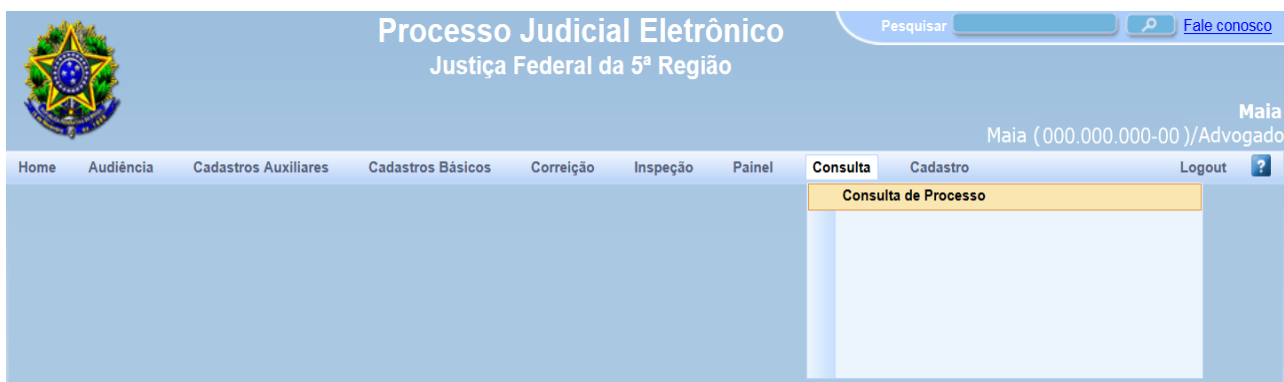 Processo Judicial Eletrônico
Justiça Federal da 5ª Região
Pesquisar
Fale conosco
Maia
Maia (000.000.000-00 )/Advogado
Home Audiência Cadastros Auxiliares Cadastros Básicos Correição Inspeção Painel Consulta Cadastro Logout ?
Consulta de Processo